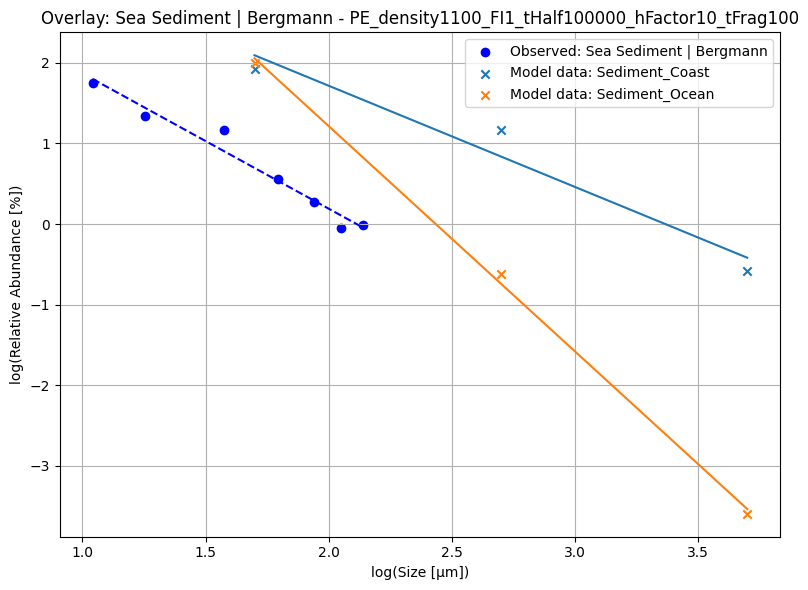 Overlay: Sea Sediment | Bergmann - PE_density1100_FI1_tHalf100000_hFactor10_tFrag100
Observed: Sea Sediment | Bergmann
Model data: Sediment_Coast
Model data: Sediment_Ocean
log(Relative Abundance [%])
2
1
0
−1
−2
−3
1.0 1.5 2.0 2.5 3.0 3.5
log(Size [μm])